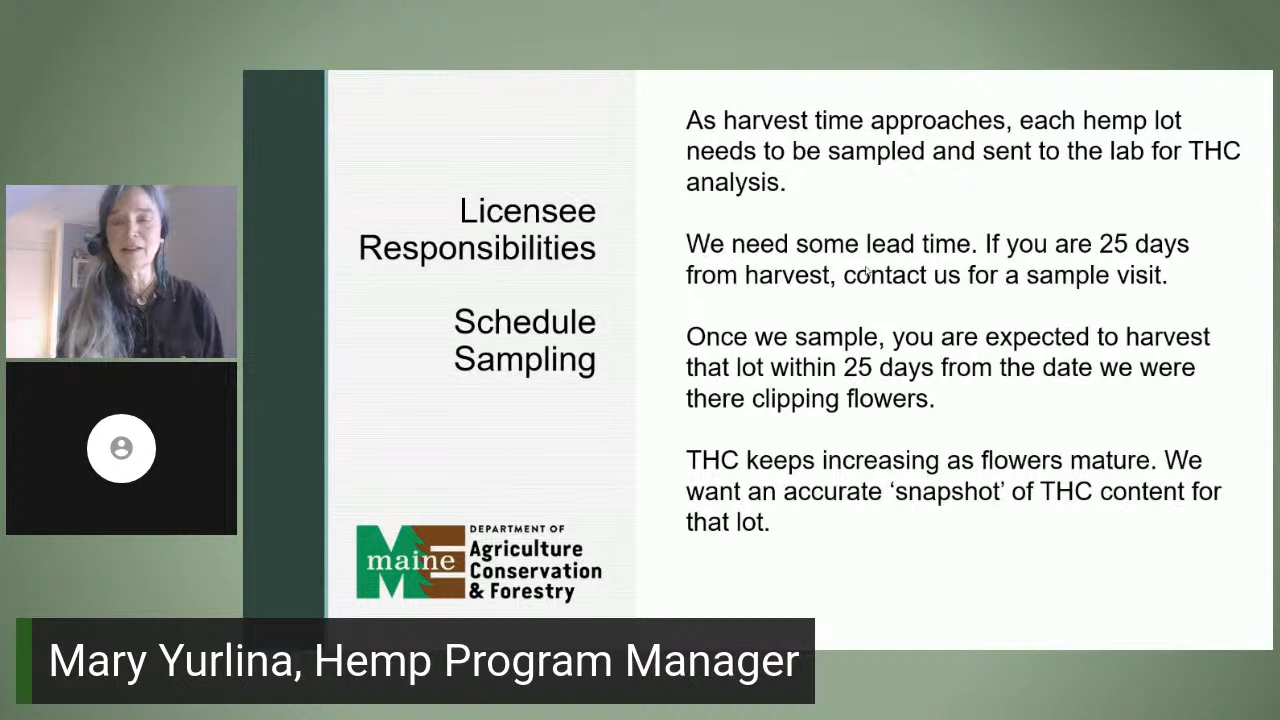 Licensee
Responsibilities
Schedule
Sampling
As harvest time approaches, each hemp lot
needs to be sampled and sent to the lab for THC
analysis.
We need some lead time. If you are 25 days
from harvest, contact us for a sample visit.
Once we sample, you are expected to harvest
that lot within 25 days from the date we were
there clipping flowers.
THC keeps increasing as flowers mature. We
want an accurate ‘snapshot’ of THC content for
that lot.
ME
maine
DEPARTMENT OF
Agriculture
Conservation
& Forestry
Mary Yurlina, Hemp Program Manager